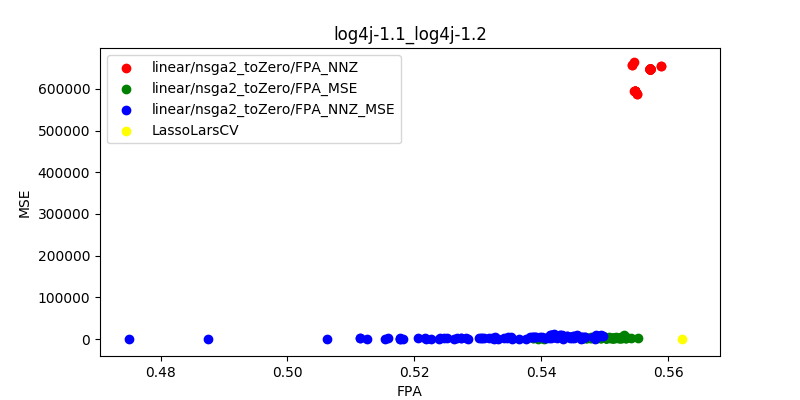 log4j-1.1_log4j-1.2
linear/nsga2_toZero/FPA_NNZ
linear/nsga2_toZero/FPA_MSE
linear/nsga2_toZero/FPA_NNZ_MSE
LassoLarsCV
MSE
600000
500000
400000
300000
200000
100000
0
0.48 0.50 0.52 0.54 0.56
FPA